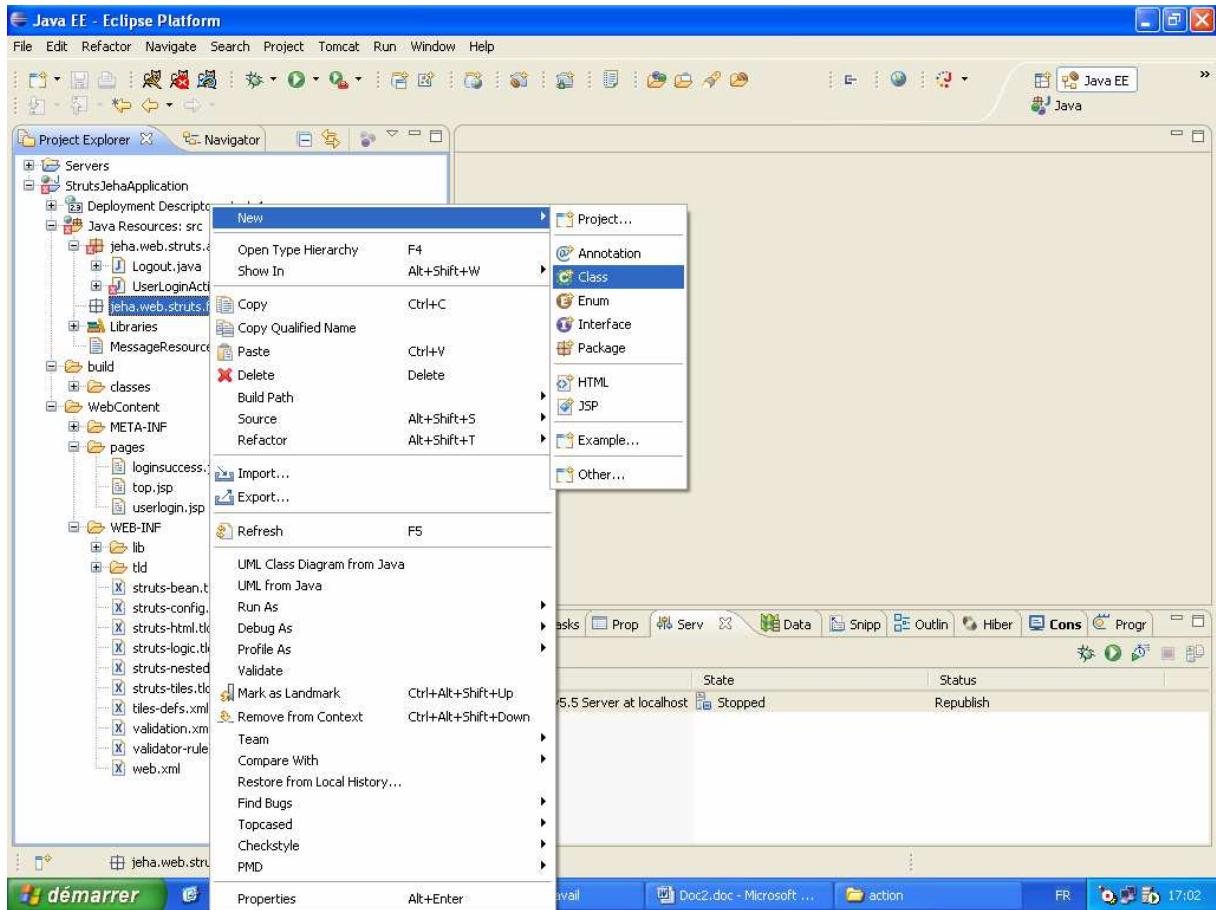 Java EE - Eclipse Platform
File Edit Refactor Navigate Search Project Tomcat Run Window Help
Java EE
»
Java
Project Explorer
Navigator
Servers
StrutsJehaApplication
Deployment Descripto
Java Resources: src
jeha.web.struts.a
Logout.java
UserLoginActi
jeha.web.struts.f
Libraries
MessageResource
build
classes
WebContent
META-INF
pages
loginsuccess.
top.jsp
userlogin.jsp
WEB-INF
lib
tld
struts-bean.t
struts-config.
struts-html.tld
struts-logic.tld
struts-nested
struts-tiles.tld
tiles-defs.xml
validation.xm
validator-rule
web.xml
New
Open Type Hierarchy F4
Show In Alt+Shift+W
Copy Ctrl+C
Copy Qualified Name
Paste Ctrl+V
Delete Delete
Build Path
Source Alt+Shift+S
Refactor Alt+Shift+T
Import...
Export...
Refresh F5
UML Class Diagram from Java
UML from Java
Run As
Debug As
Profile As
Validate
Mark as Landmark Ctrl+Alt+Shift+Up
Remove from Context Ctrl+Alt+Shift+Down
Team
Compare With
Restore from Local History...
Find Bugs
Topcased
Checkstyle
PMD
Properties Alt+Enter
Project...
Annotation
Class
Enum
Interface
Package
HTML
JSP
Example...
Other...
asks Prop Serv Data Snipp Outlin Hiber Cons Progr
State Status
v5.5 Server at localhost Stopped Republish
jeha.web.stru
démarrer
avail
Doc2.doc - Microsoft ...
action
FR
17:02